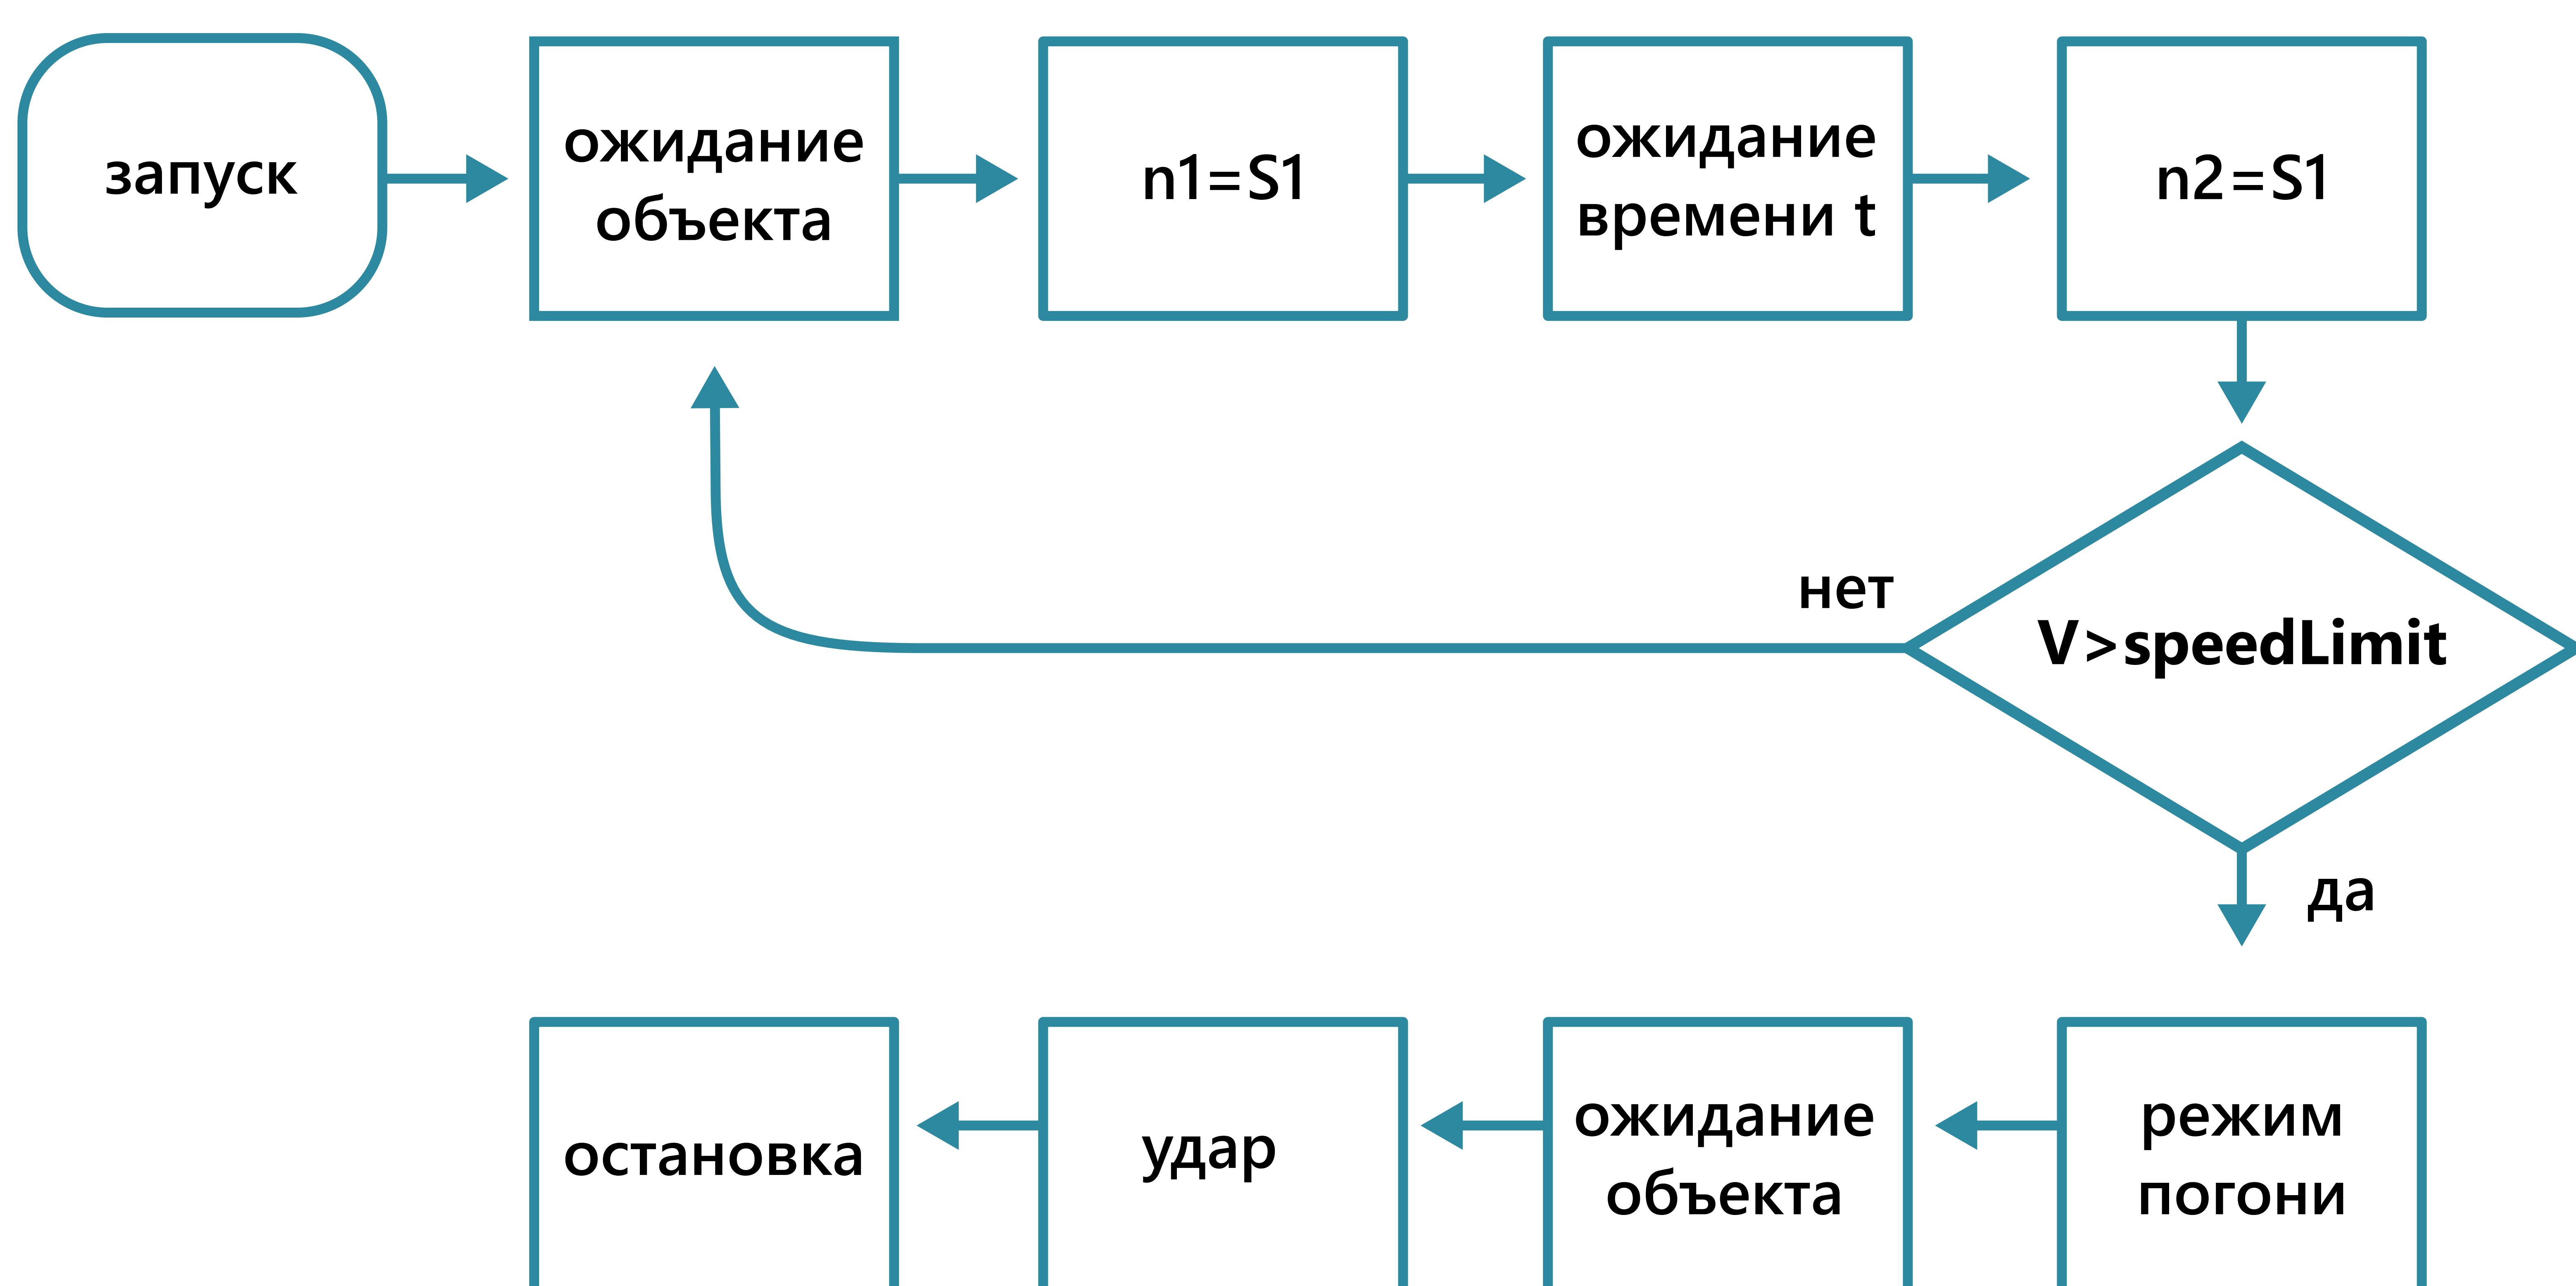 запуск
ожидание
объекта
n1=S1
ожидание
времени t
n2=S1
нет
V>speedLimit
да
остановка
удар
ожидание
объекта
режим
погони